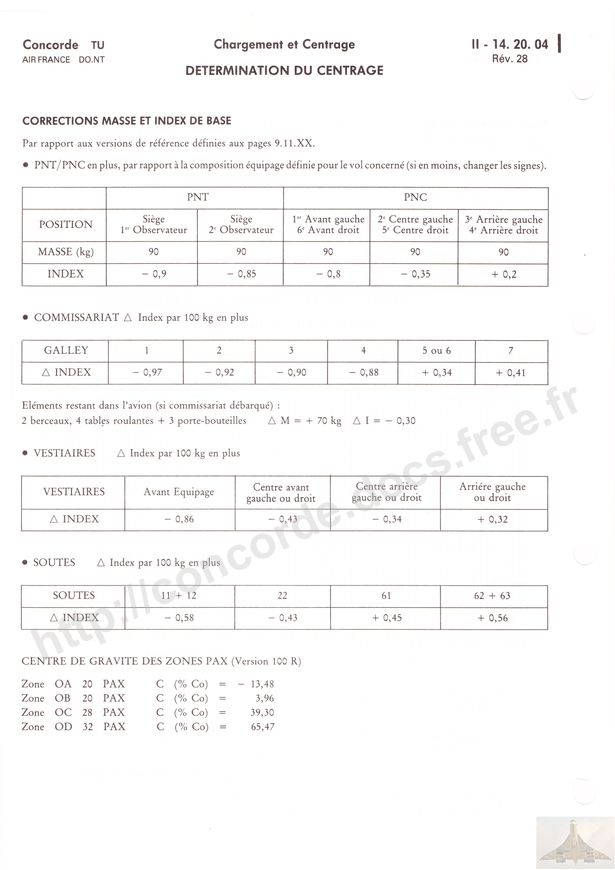 Concorde TU
AIR FRANCE DO.NT
Chargement et Centrage
DETERMINATION DU CENTRAGE
II - 14. 20. 04
Rév. 28
CORRECTIONS MASSE ET INDEX DE BASE
Par rapport aux versions de référence définies aux pages 9.11.XX.
• PNT/PNC en plus, par rapport à la composition équipage définie pour le vol concerné (si en moins, changer les signes).
PNT PNC
POSITION Siège 1er Observateur Siège 2e Observateur 1er Avant gauche 6e Avant droit 2e Centre gauche 5e Centre droit 3e Arrière gauche 4e Arrière droit
MASSE (kg) 90 90 90 90 90
INDEX – 0,9 – 0,85 – 0,8 – 0,35 + 0,2
• COMMISSARIAT △ Index par 100 kg en plus
GALLEY 1 2 3 4 5 ou 6 7
△ INDEX – 0,97 – 0,92 – 0,90 – 0,88 + 0,34 + 0,41
Eléments restant dans l'avion (si commissariat débarqué) :
2 berceaux, 4 tables roulantes + 3 porte-bouteilles △ M = + 70 kg △ I = – 0,30
• VESTIAIRES △ Index par 100 kg en plus
VESTIAIRES Avant Equipage Centre avant gauche ou droit Centre arrière gauche ou droit Arriére gauche ou droit
△ INDEX – 0,86 – 0,43 – 0,34 + 0,32
• SOUTES △ Index par 100 kg en plus
SOUTES 11 + 12 22 61 62 + 63
△ INDEX – 0,58 – 0,43 + 0,45 + 0,56
CENTRE DE GRAVITE DES ZONES PAX (Version 100 R)
Zone OA 20 PAX C (% Co) = – 13,48
Zone OB 20 PAX C (% Co) = 3,96
Zone OC 28 PAX C (% Co) = 39,30
Zone OD 32 PAX C (% Co) = 65,47
http://concorde.docs.free.fr